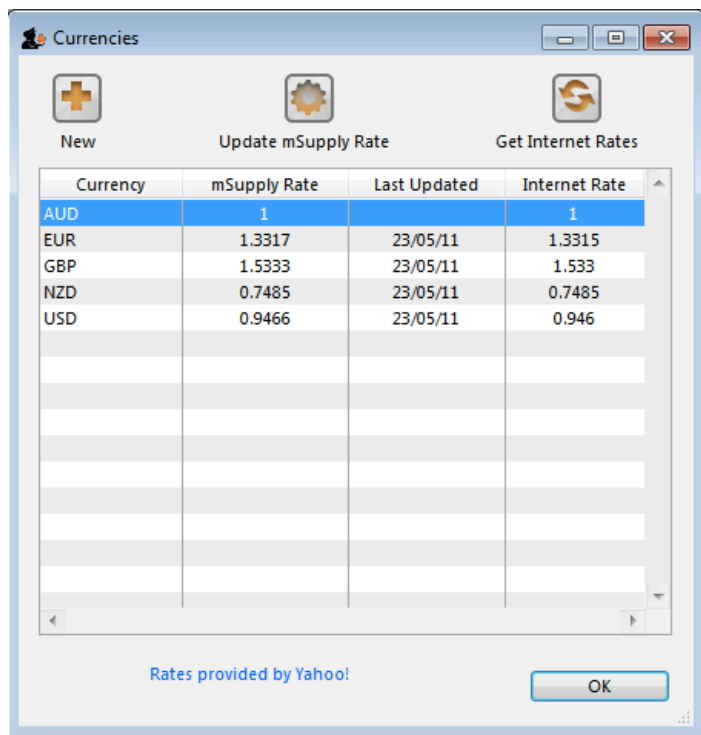 Currencies
New Update mSupply Rate Get Internet Rates
Currency mSupply Rate Last Updated Internet Rate
AUD 1 1
EUR 1.3317 23/05/11 1.3315
GBP 1.5333 23/05/11 1.533
NZD 0.7485 23/05/11 0.7485
USD 0.9466 23/05/11 0.946
Rates provided by Yahoo!
OK